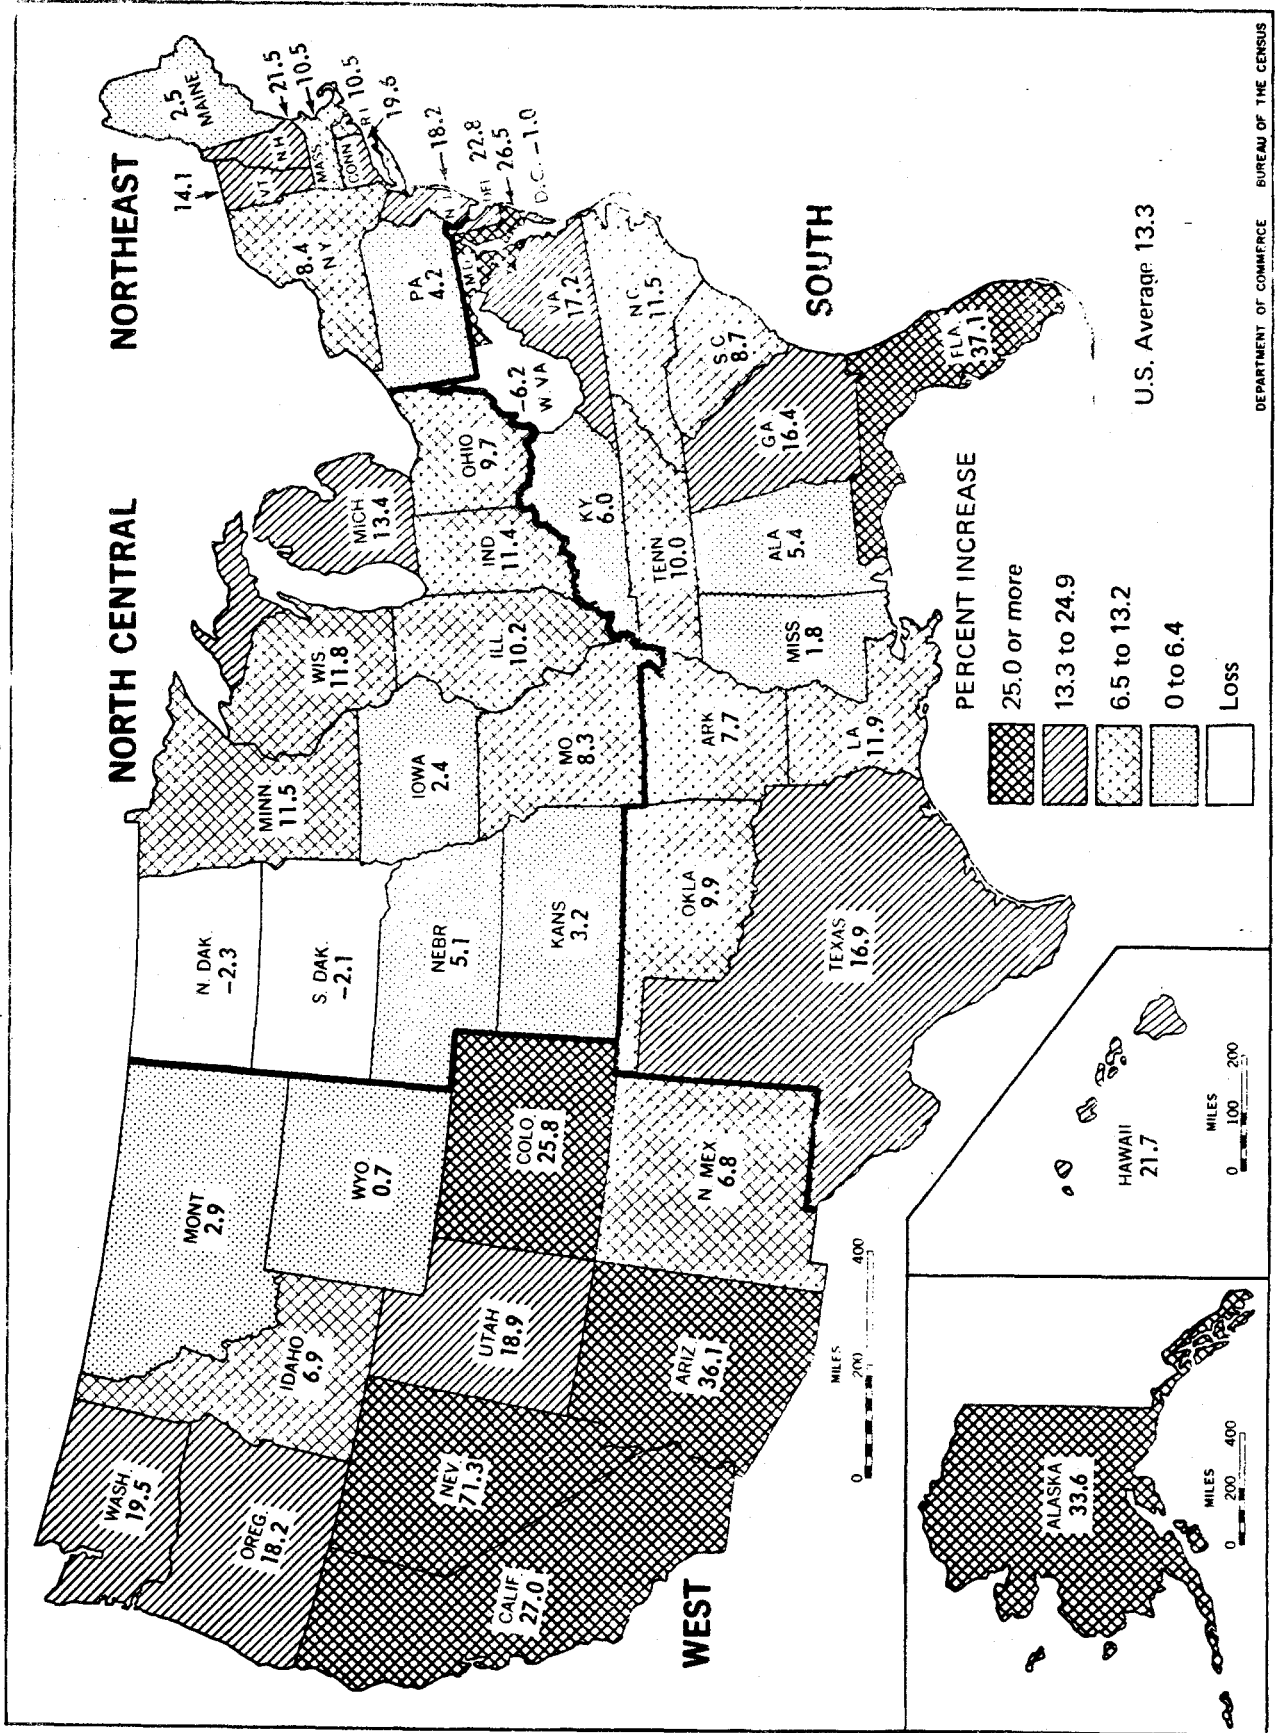 NORTHEAST
NORTH CENTRAL
SOUTH
WEST
WASH.
19.5
OREG.
18.2
CALIF.
27.0
NEV.
71.3
IDAHO
6.9
MONT
2.9
WYO
0.7
UTAH
18.9
COLO
25.8
ARIZ
36.1
N MEX
6.8
N. DAK.
-2.3
S. DAK.
-2.1
NEBR
5.1
KANS
3.2
OKLA
9.9
TEXAS
16.9
MINN
11.5
IOWA
2.4
MO
8.3
ARK
7.7
LA
11.9
WIS.
11.8
ILL
10.2
MICH
13.4
IND
11.4
OHIO
9.7
KY
6.0
TENN
10.0
MISS
1.8
ALA
5.4
GA
16.4
FLA
37.1
S C
8.7
N.C.
11.5
VA
17.2
W VA
-6.2
PA
4.2
8.4
N Y
14.1
VT
NH
21.5
2.5
MAINE
MASS.
10.5
CONN
R I
10.5
19.6
18.2
DEL
22.8
26.5
D.C. -1.0
ALASKA
33.6
HAWAII
21.7
MILES
0 200 400
MILES
0 200 400
MILES
0 100 200
PERCENT INCREASE
25.0 or more
13.3 to 24.9
6.5 to 13.2
0 to 6.4
Loss
U.S. Average 13.3
DEPARTMENT OF COMMERCE BUREAU OF THE CENSUS